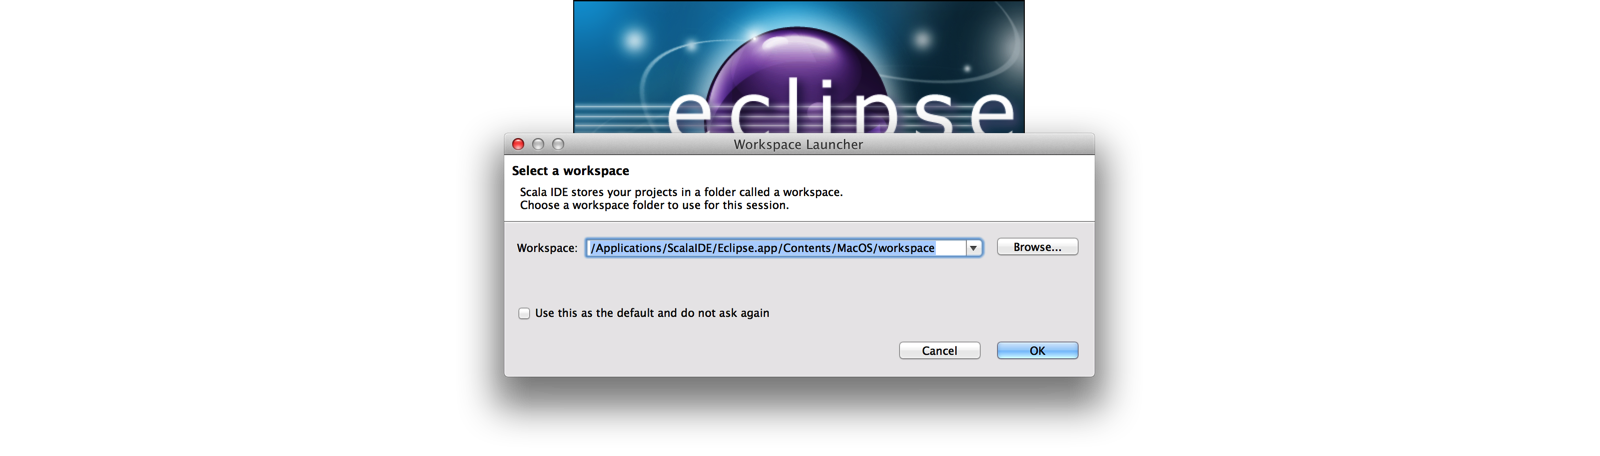 eclipse
Workspace Launcher
Select a workspace
Scala IDE stores your projects in a folder called a workspace.
Choose a workspace folder to use for this session.
Workspace: /Applications/ScalaIDE/Eclipse.app/Contents/MacOS/workspace Browse...
Use this as the default and do not ask again
Cancel OK